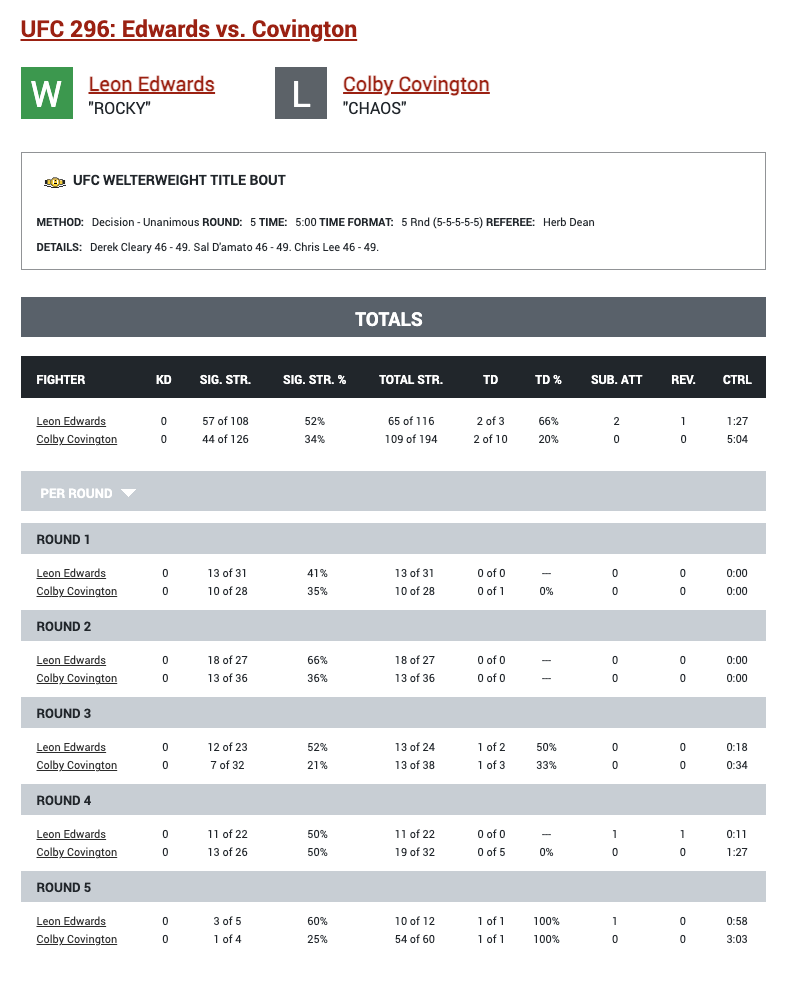 UFC 296: Edwards vs. Covington
W Leon Edwards L Colby Covington
"ROCKY" "CHAOS"
UFC WELTERWEIGHT TITLE BOUT
METHOD: Decision - Unanimous ROUND: 5 TIME: 5:00 TIME FORMAT: 5 Rnd (5-5-5-5-5) REFEREE: Herb Dean
DETAILS: Derek Cleary 46 - 49. Sal D'amato 46 - 49. Chris Lee 46 - 49.
TOTALS
FIGHTER KD SIG. STR. SIG. STR. % TOTAL STR. TD TD % SUB. ATT REV. CTRL
Leon Edwards 0 57 of 108 52% 65 of 116 2 of 3 66% 2 1 1:27
Colby Covington 0 44 of 126 34% 109 of 194 2 of 10 20% 0 0 5:04
PER ROUND
ROUND 1
Leon Edwards 0 13 of 31 41% 13 of 31 0 of 0 --- 0 0 0:00
Colby Covington 0 10 of 28 35% 10 of 28 0 of 1 0% 0 0 0:00
ROUND 2
Leon Edwards 0 18 of 27 66% 18 of 27 0 of 0 --- 0 0 0:00
Colby Covington 0 13 of 36 36% 13 of 36 0 of 0 --- 0 0 0:00
ROUND 3
Leon Edwards 0 12 of 23 52% 13 of 24 1 of 2 50% 0 0 0:18
Colby Covington 0 7 of 32 21% 13 of 38 1 of 3 33% 0 0 0:34
ROUND 4
Leon Edwards 0 11 of 22 50% 11 of 22 0 of 0 --- 1 1 0:11
Colby Covington 0 13 of 26 50% 19 of 32 0 of 5 0% 0 0 1:27
ROUND 5
Leon Edwards 0 3 of 5 60% 10 of 12 1 of 1 100% 1 0 0:58
Colby Covington 0 1 of 4 25% 54 of 60 1 of 1 100% 0 0 3:03